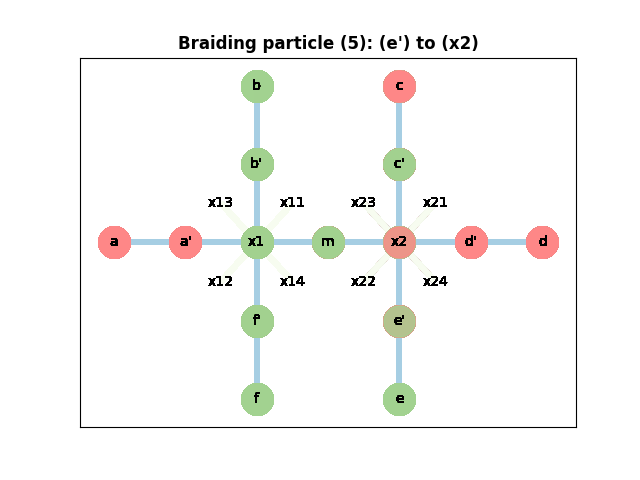 Braiding particle (5): (e') to (x2)
b c
b' c'
x13 x11 x23 x21
a a' x1 m x2 d' d
x12 x14 x22 x24
f' e'
f e